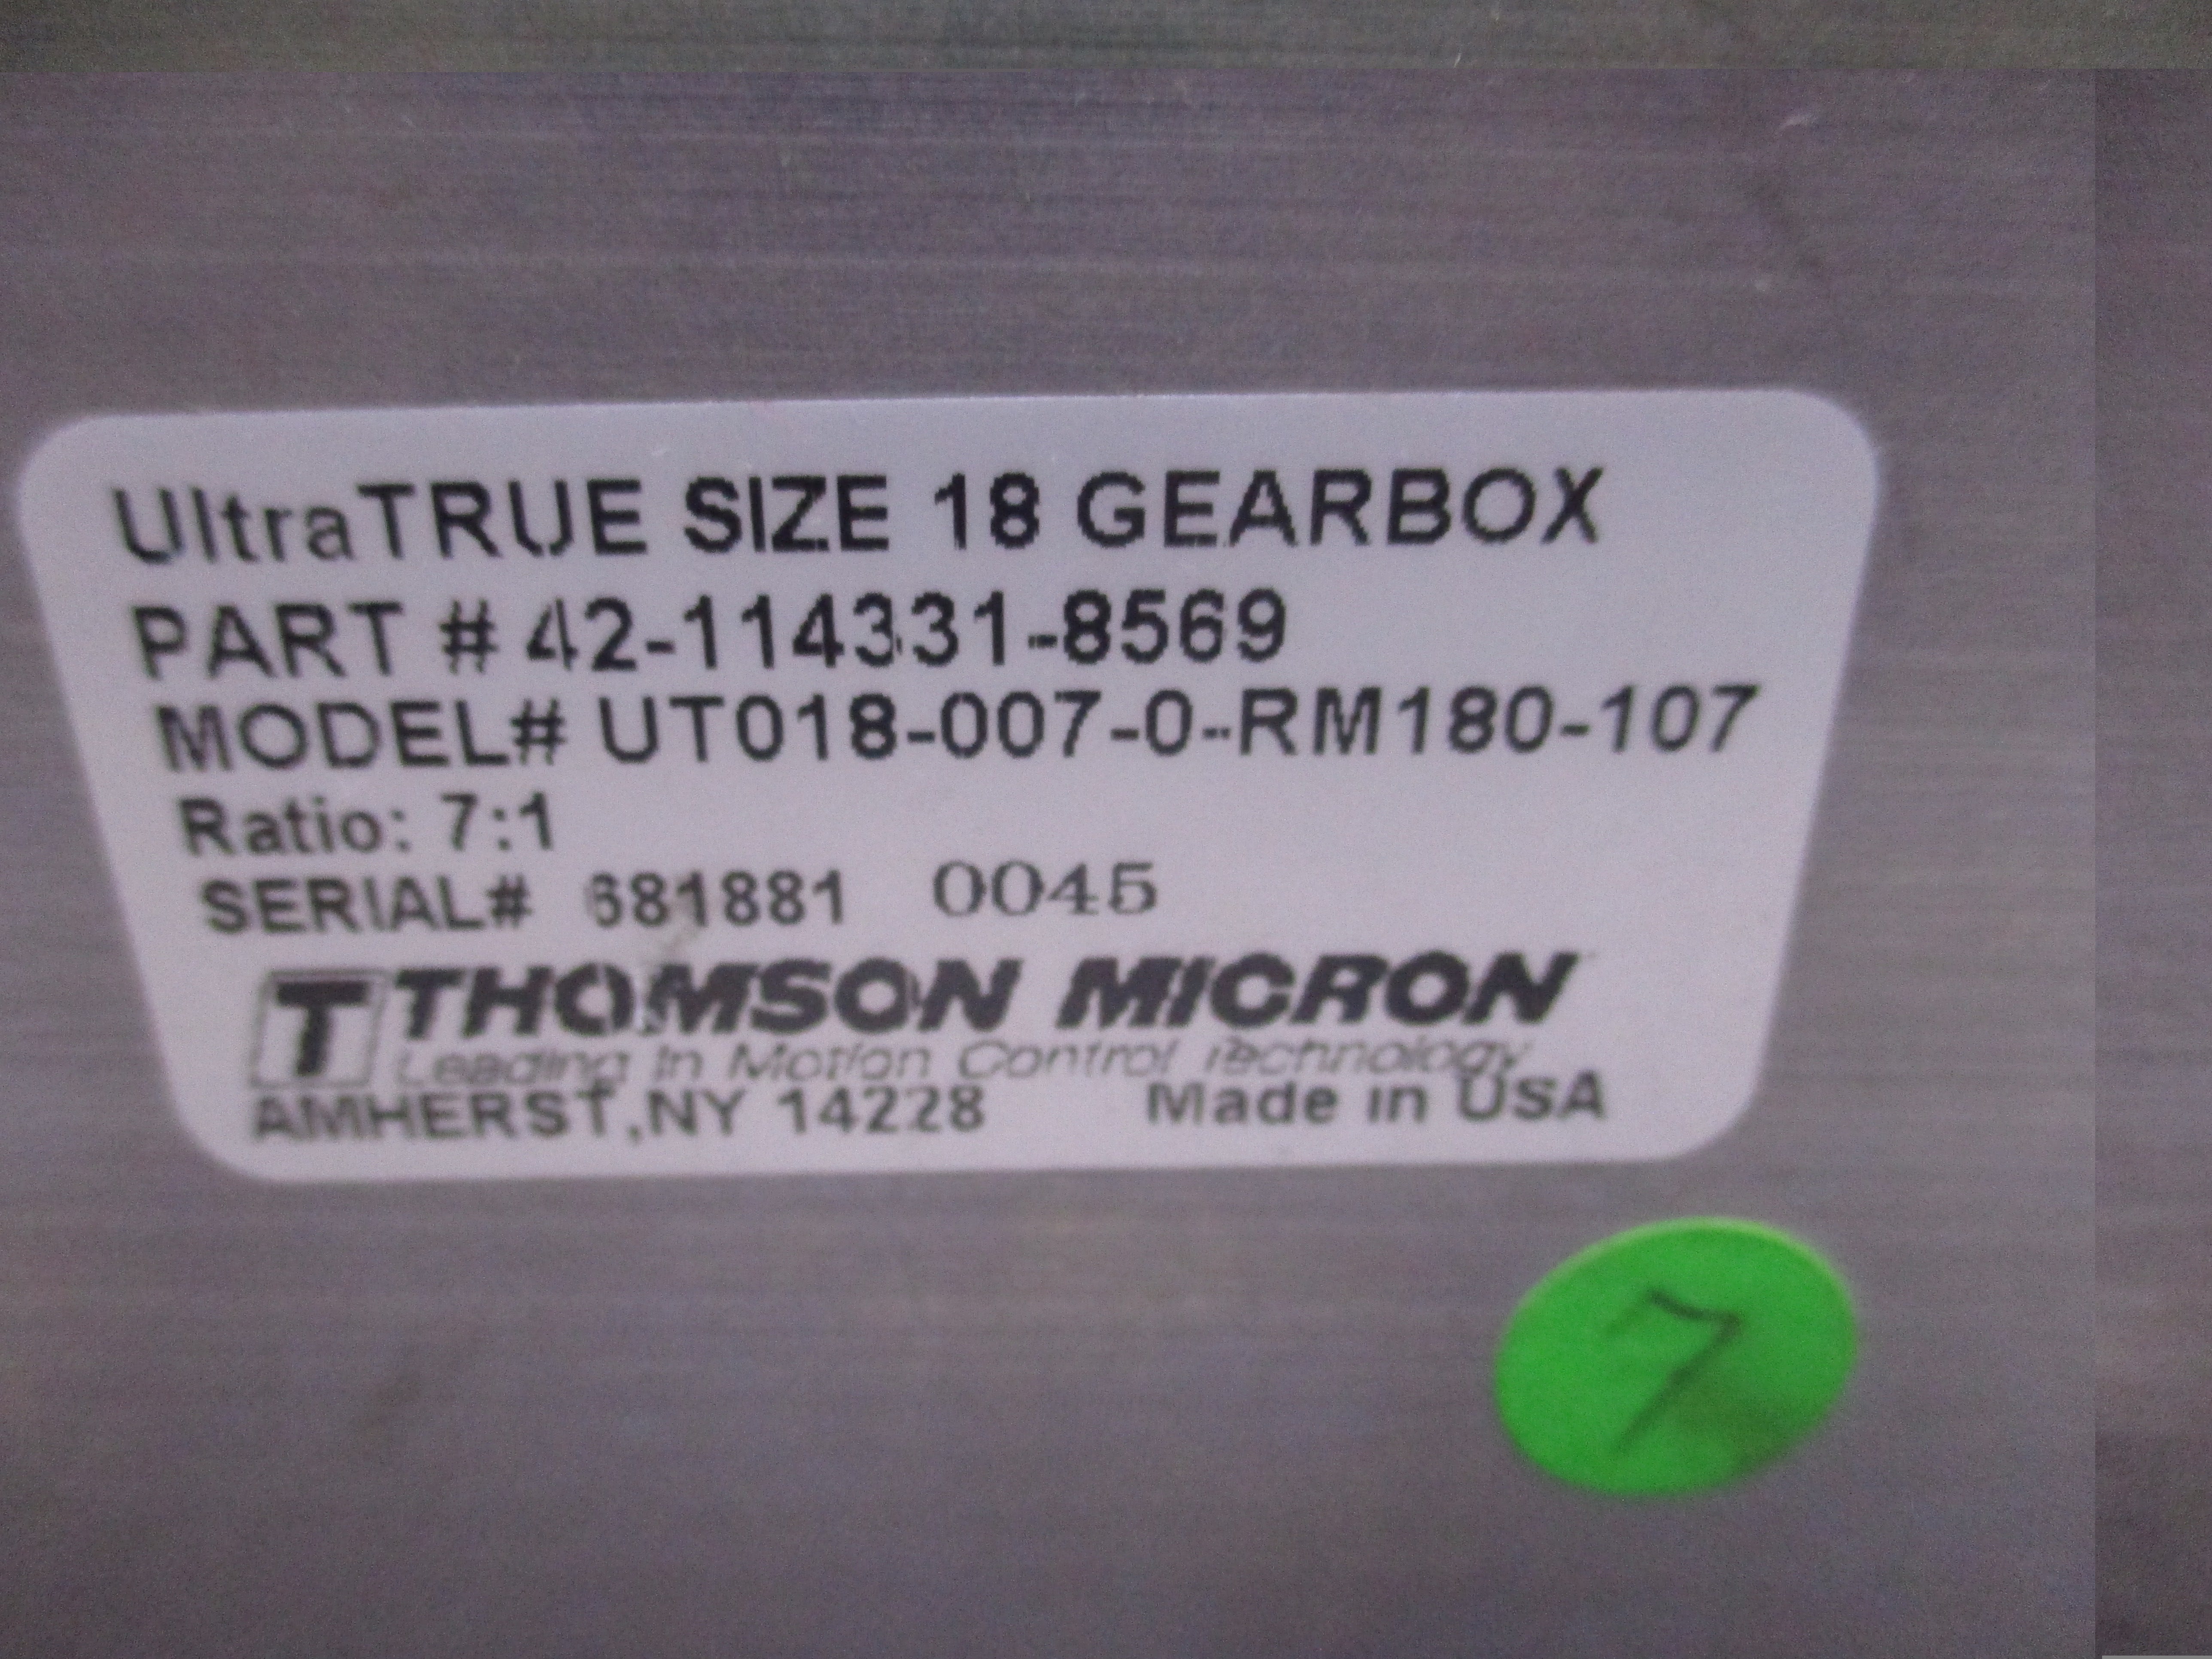 UltraTRUE SIZE 18 GEARBOX
PART # 42-114331-8569
MODEL# UT018-007-0-RM180-107
Ratio: 7:1
SERIAL# 681881 0045
T THOMSON MICRON
Leading In Motion Control Technology
AMHERST,NY 14228 Made in USA
7